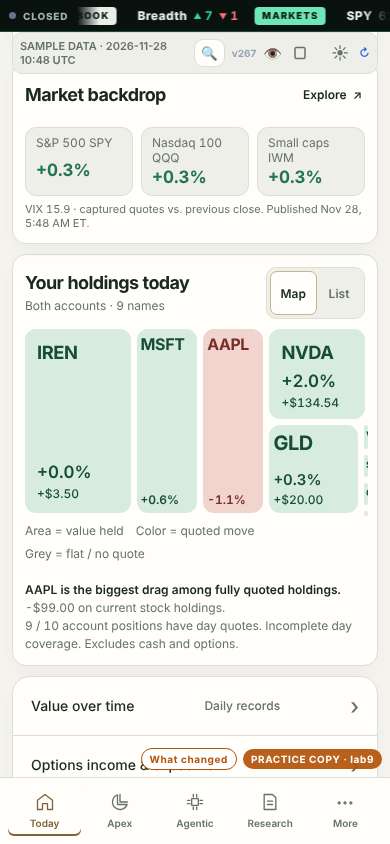 CLOSED
OOK
Breadth ▲7 ▼1
MARKETS
SPY
SAMPLE DATA · 2026-11-28
10:48 UTC
v267
Market backdrop
Explore ↗
S&P 500 SPY
+0.3%
Nasdaq 100
QQQ
+0.3%
Small caps
IWM
+0.3%
VIX 15.9 · captured quotes vs. previous close. Published Nov 28,
5:48 AM ET.
Your holdings today
Both accounts · 9 names
Map
List
IREN
+0.0%
+$3.50
MSFT
+0.6%
AAPL
-1.1%
NVDA
+2.0%
+$134.54
GLD
+0.3%
+$20.00
Area = value held Color = quoted move
Grey = flat / no quote
AAPL is the biggest drag among fully quoted holdings.
-$99.00 on current stock holdings.
9 / 10 account positions have day quotes. Incomplete day
coverage. Excludes cash and options.
Value over time
Daily records
Options income
What changed
PRACTICE COPY · lab9
Today
Apex
Agentic
Research
More